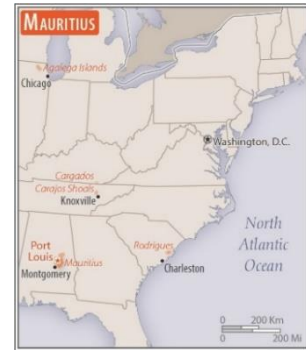 MAURITIUS
Agalega Islands
Chicago
Washington, D.C.
Cargados
Carajos Shoals
Knoxville
Port
Louis
Mauritius
Montgomery
Rodrigues
Charleston
North
Atlantic
Ocean
0 200 Km
0 200 Mi